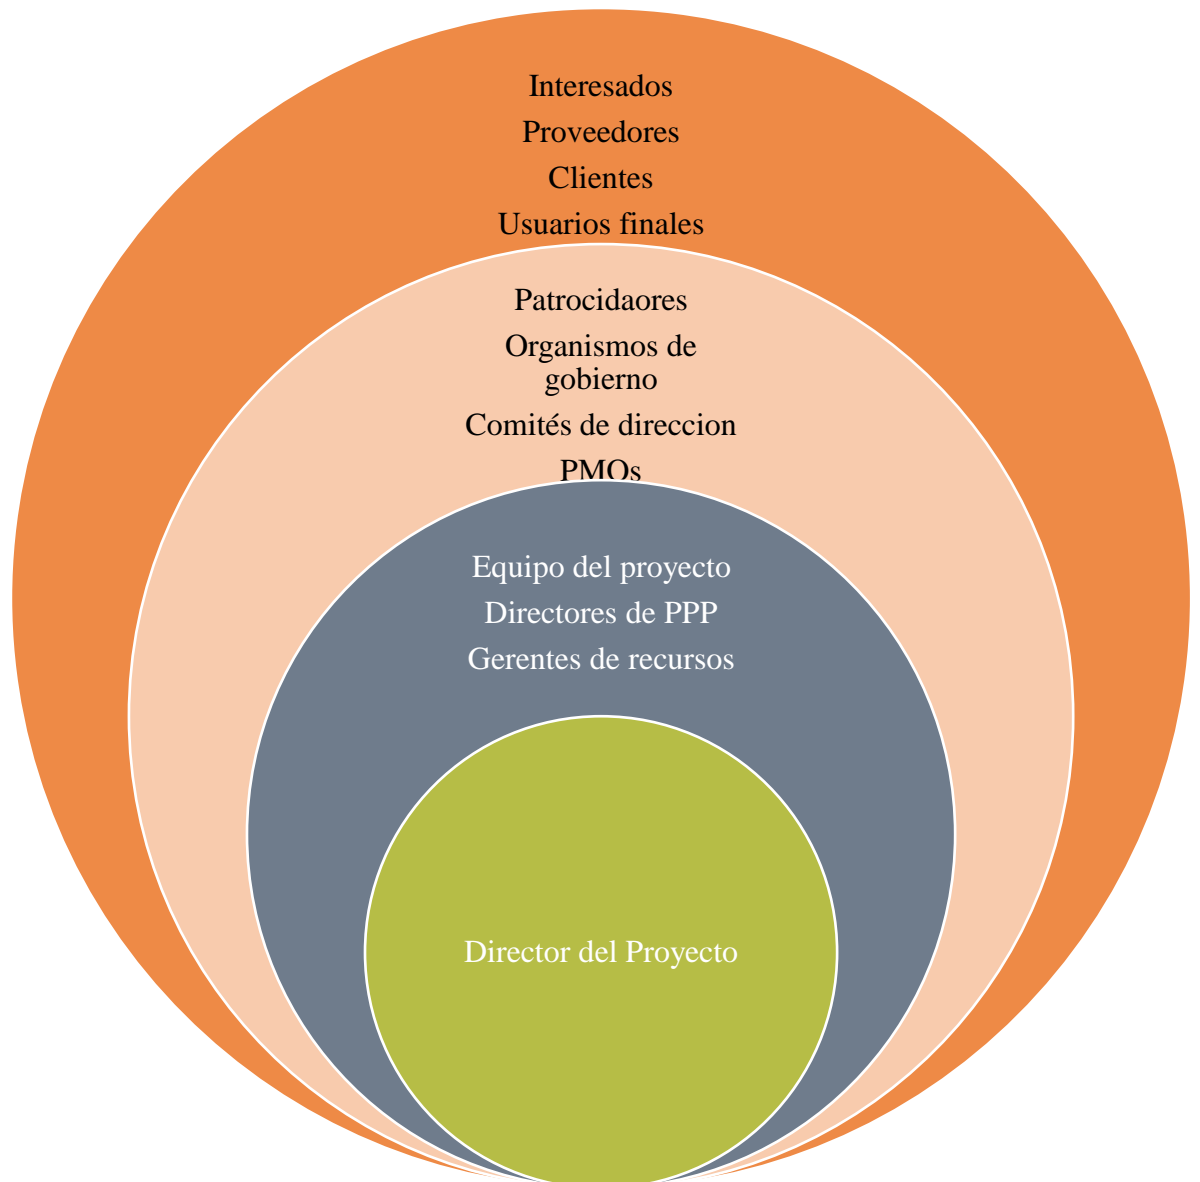 Interesados
Proveedores
Clientes
Usuarios finales
Patrocidaores
Organismos de
gobierno
Comités de direccion
PMOs
Equipo del proyecto
Directores de PPP
Gerentes de recursos
Director del Proyecto